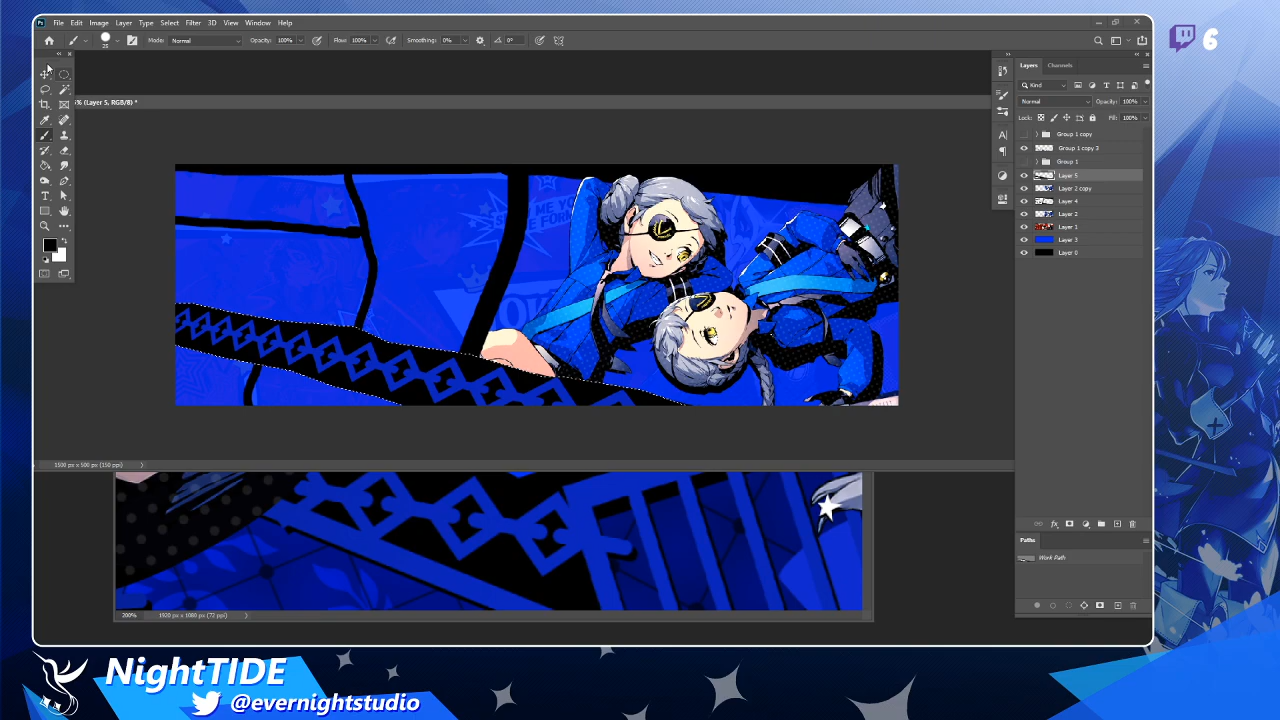 Ps File Edit Image Layer Type Select Filter 3D View Window Help
25 Mode: Normal Opacity: 100% Flow: 100% Smoothing: 0% 0°
6
Layers Channels
Kind
% (Layer 5, RGB/8) *
Normal Opacity: 100%
Lock: Fill: 100%
Group 1 copy
Group 1 copy 3
Group 1
Layer 5
Layer 2 copy
Layer 4
Layer 2
Layer 1
Layer 3
Layer 0
1500 px x 500 px (150 ppi)
Paths
Work Path
200% 1920 px x 1080 px (72 ppi)
NightTIDE
@evernightstudio